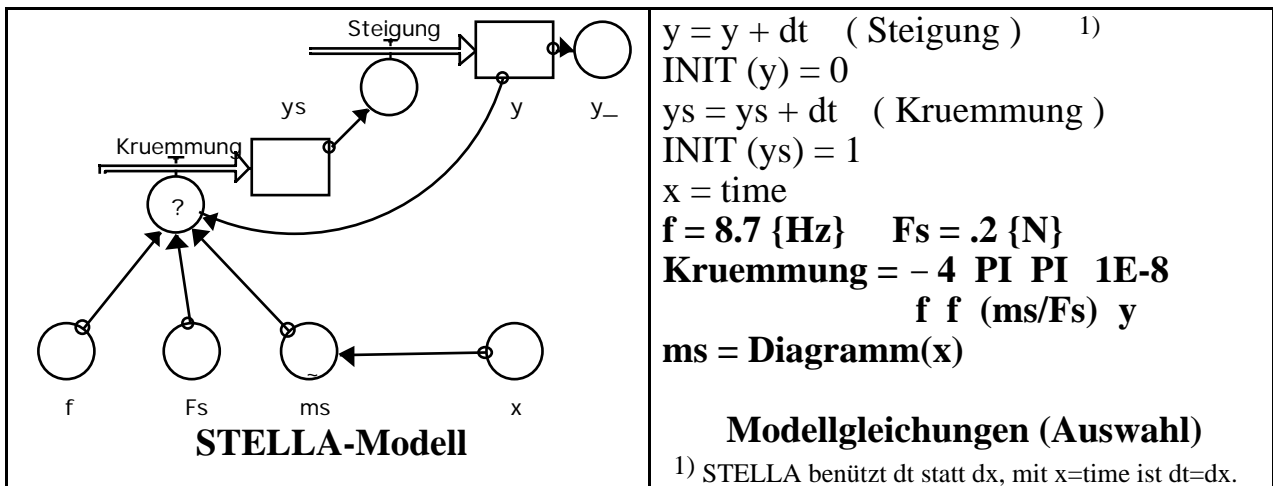 Steigung
ys
y
y_
Kruemmung
?
~
f
Fs
ms
x
STELLA-Modell
y = y + dt ( Steigung ) 1)
INIT (y) = 0
ys = ys + dt ( Kruemmung )
INIT (ys) = 1
x = time
f = 8.7 {Hz} Fs = .2 {N}
Kruemmung = – 4 PI PI 1E-8
f f (ms/Fs) y
ms = Diagramm(x)
Modellgleichungen (Auswahl)
1) STELLA benützt dt statt dx, mit x=time ist dt=dx.